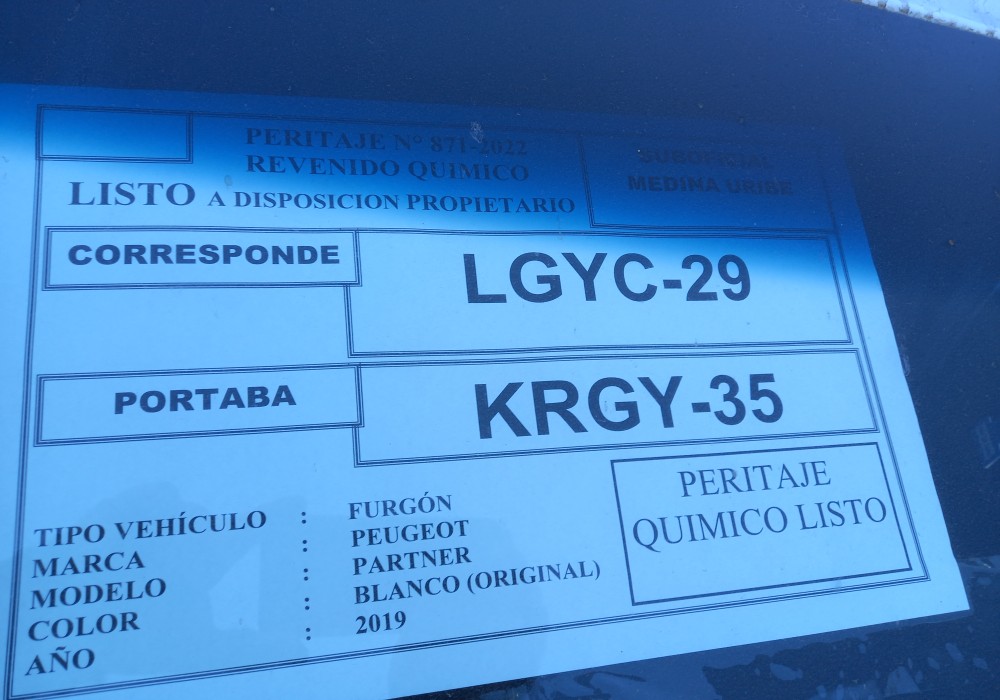 PERITAJE N° 871-2022
REVENIDO QUIMICO
LISTO A DISPOSICION PROPIETARIO
SUBOFICIAL
MEDINA URIBE
CORRESPONDE
LGYC-29
PORTABA
KRGY-35
TIPO VEHÍCULO : FURGÓN
MARCA : PEUGEOT
MODELO : PARTNER
COLOR : BLANCO (ORIGINAL)
AÑO : 2019
PERITAJE
QUIMICO LISTO